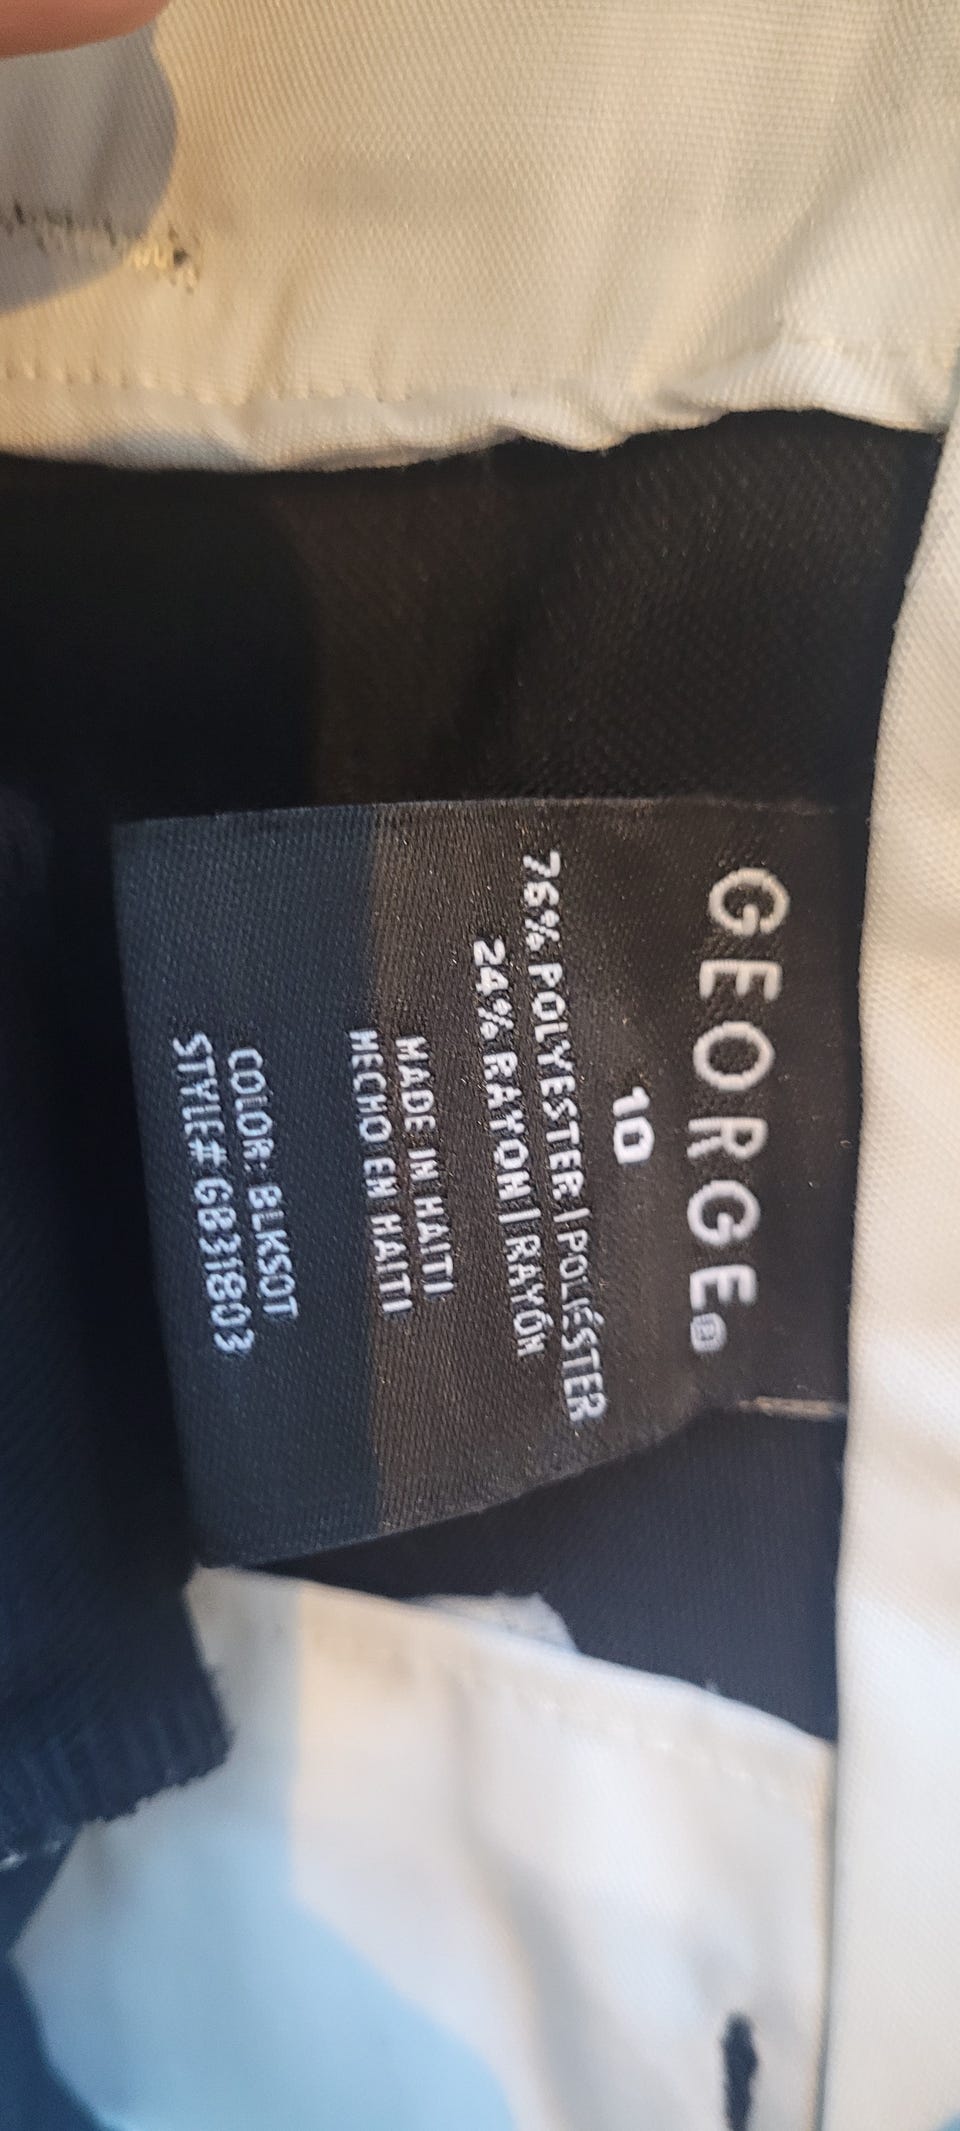 GEORGE®
10
76% POLYESTER | POLIÉSTER
24% RAYON | RAYÓN
MADE IN HAITI
HECHO EN HAITI
COLOR: BLKSOT
STYLE# GB31803